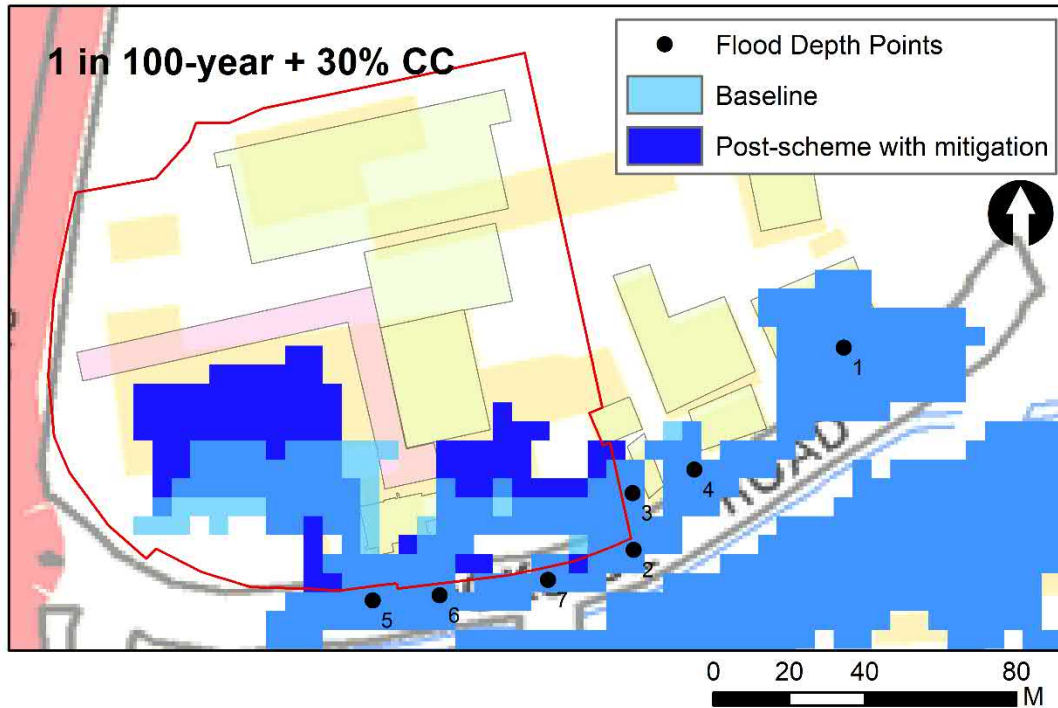 1 in 100-year + 30% CC
Flood Depth Points
Baseline
Post-scheme with mitigation
1
ROAD
4
3
2
7
6
5
0 20 40 80
M